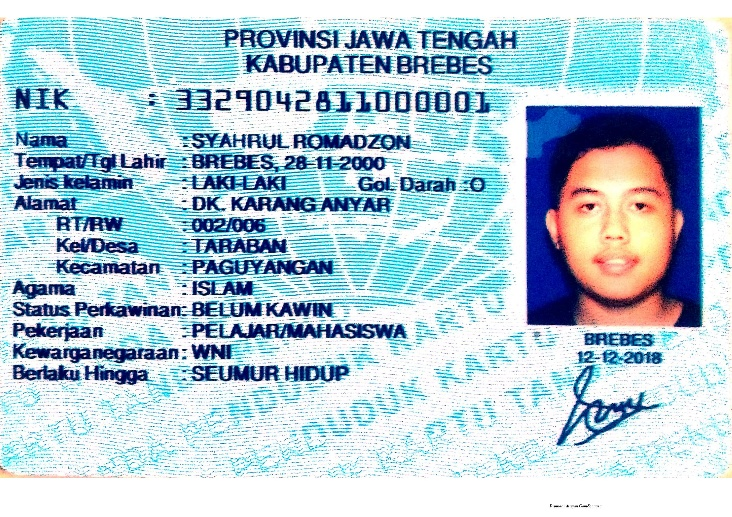 PROVINSI JAWA TENGAH
KABUPATEN BREBES
NIK : 3329042811000001
Nama : SYAHRUL ROMADZON
Tempat/Tgl Lahir : BREBES, 28-11-2000
Jenis kelamin : LAKI-LAKI Gol. Darah :O
Alamat : DK. KARANG ANYAR
RT/RW : 002/006
Kel/Desa : TARABAN
Kecamatan : PAGUYANGAN
Agama : ISLAM
Status Perkawinan: BELUM KAWIN
Pekerjaan : PELAJAR/MAHASISWA
Kewarganegaraan: WNI
Berlaku Hingga : SEUMUR HIDUP
BREBES
12-12-2018